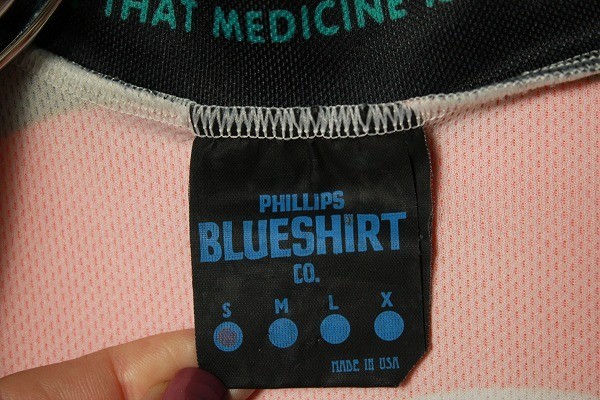 THAT MEDICINE
PHILLIPS
BLUESHIRT
CO.
S M L X
MADE IN USA